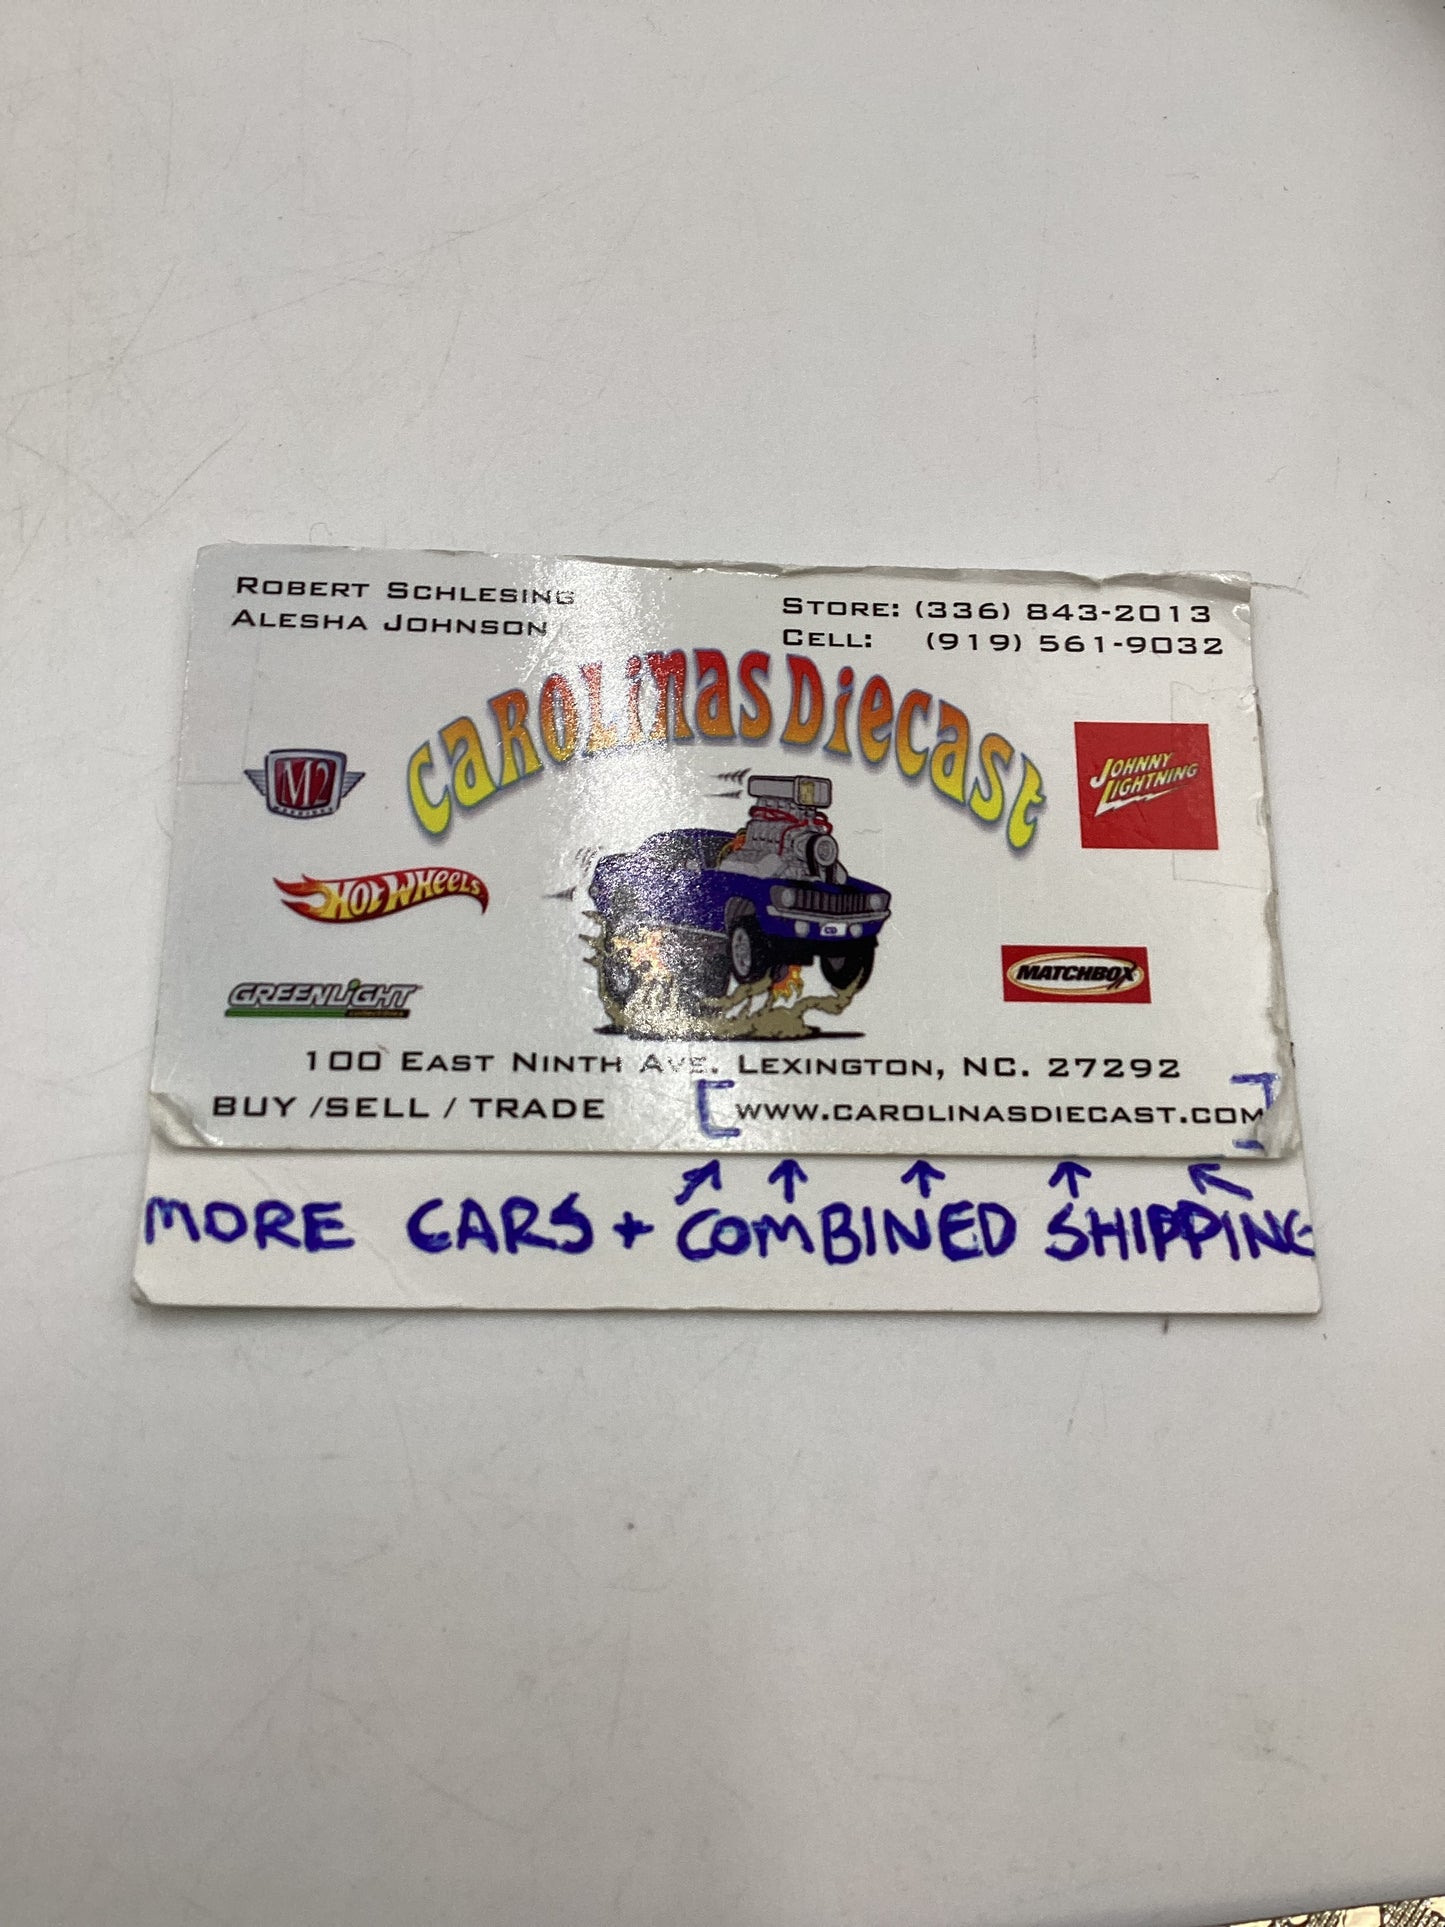 ROBERT SCHLESING
ALESHA JOHNSON
STORE: (336) 843-2013
CELL: (919) 561-9032
CAROLINAS DIECAST
M2
JOHNNY
LIGHTNING
HOT WHEELS
MATCHBOX
GREENLIGHT
collectibles
100 EAST NINTH AVE. LEXINGTON, NC. 27292
BUY /SELL / TRADE [WWW.CAROLINASDIECAST.COM]
MORE CARS + COMBINED SHIPPING